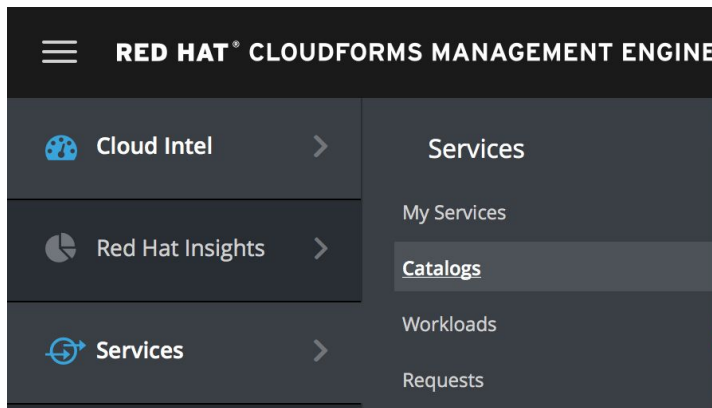 RED HAT® CLOUDFORMS MANAGEMENT ENGINE
Cloud Intel
Red Hat Insights
Services
Services
My Services
Catalogs
Workloads
Requests